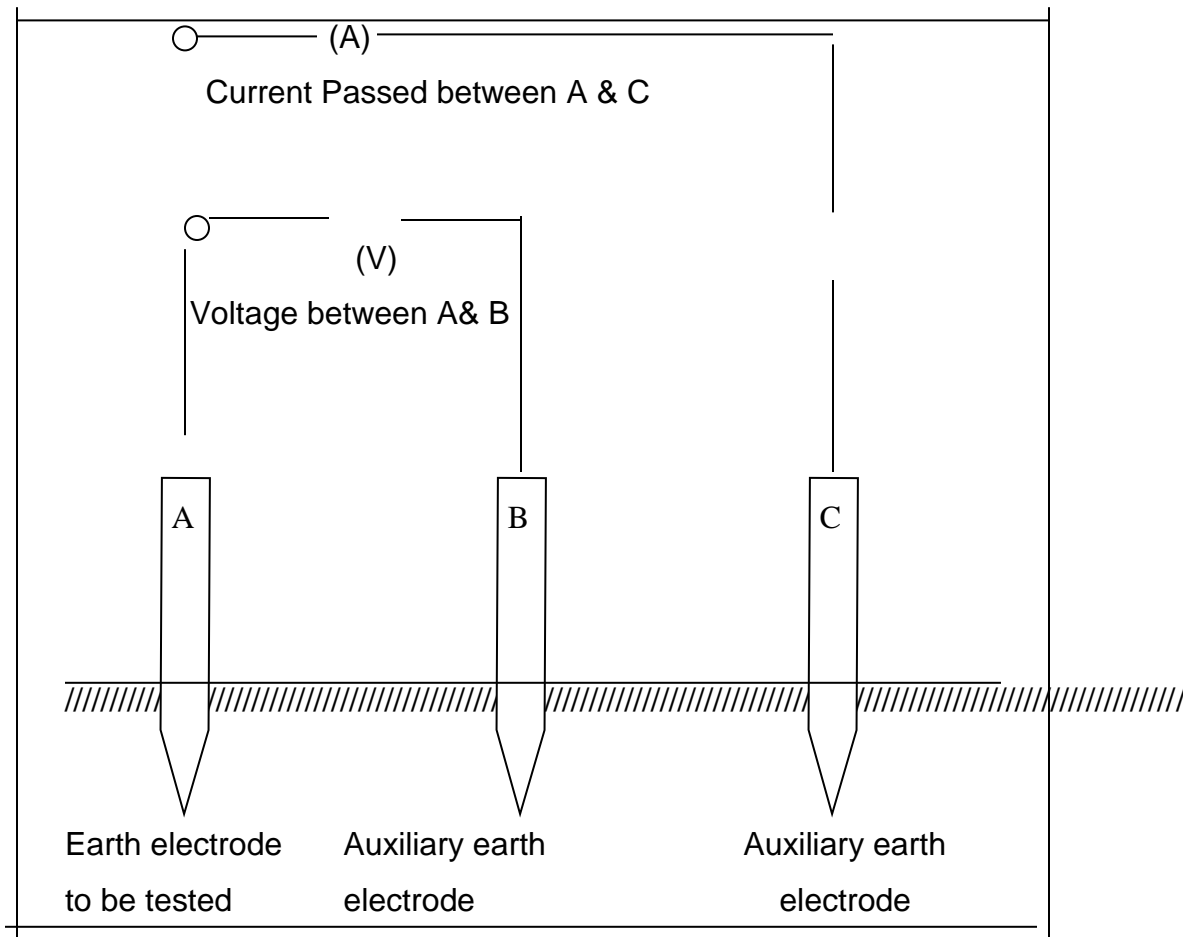 (A)
Current Passed between A & C
(V)
Voltage between A& B
A B C
Earth electrode Auxiliary earth Auxiliary earth
to be tested electrode electrode